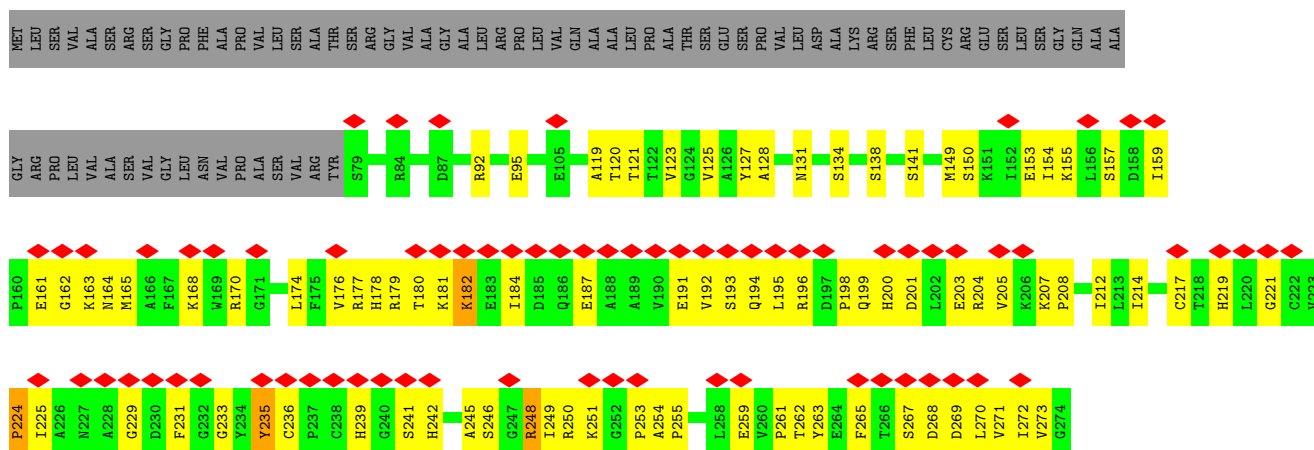 MET LEU SER VAL ALA SER ARG SER GLY PRO PHE ALA PRO VAL LEU SER ALA THR SER ARG GLY VAL ALA GLY ALA LEU ARG PRO LEU VAL GLN ALA ALA LEU PRO ALA THR SER GLU SER PRO VAL LEU ASP ALA LYS ARG SER PHE LEU CYS ARG GLU SER LEU SER GLY GLN ALA ALA
GLY ARG PRO LEU VAL ALA SER VAL GLY LEU ASN VAL PRO ALA SER VAL ARG TYR S79 R84 D87 R92 E95 E105 A119 T120 T121 T122 V123 G124 V125 A126 Y127 A128 N131 S134 S138 S141 M149 S150 K151 I152 E153 I154 K155 L156 S157 D158 I159
P160 E161 G162 K163 N164 M165 A166 F167 K168 W169 R170 G171 L174 F175 V176 R177 H178 R179 T180 K181 K182 E183 I184 D185 Q186 E187 A188 A189 V190 E191 V192 S193 Q194 L195 R196 D197 P198 Q199 H200 D201 L202 E203 R204 V205 K206 K207 P208 I212 L213 I214 C217 T218 H219 L220 G221 C222 V223
P224 I225 A226 N227 A228 G229 D230 F231 G232 G233 Y234 Y235 C236 P237 C238 H239 G240 S241 H242 A245 S246 G247 R248 I249 R250 K251 G252 P253 A254 P255 L258 E259 V260 P261 T262 Y263 E264 F265 T266 S267 D268 D269 L270 V271 I272 V273 G274